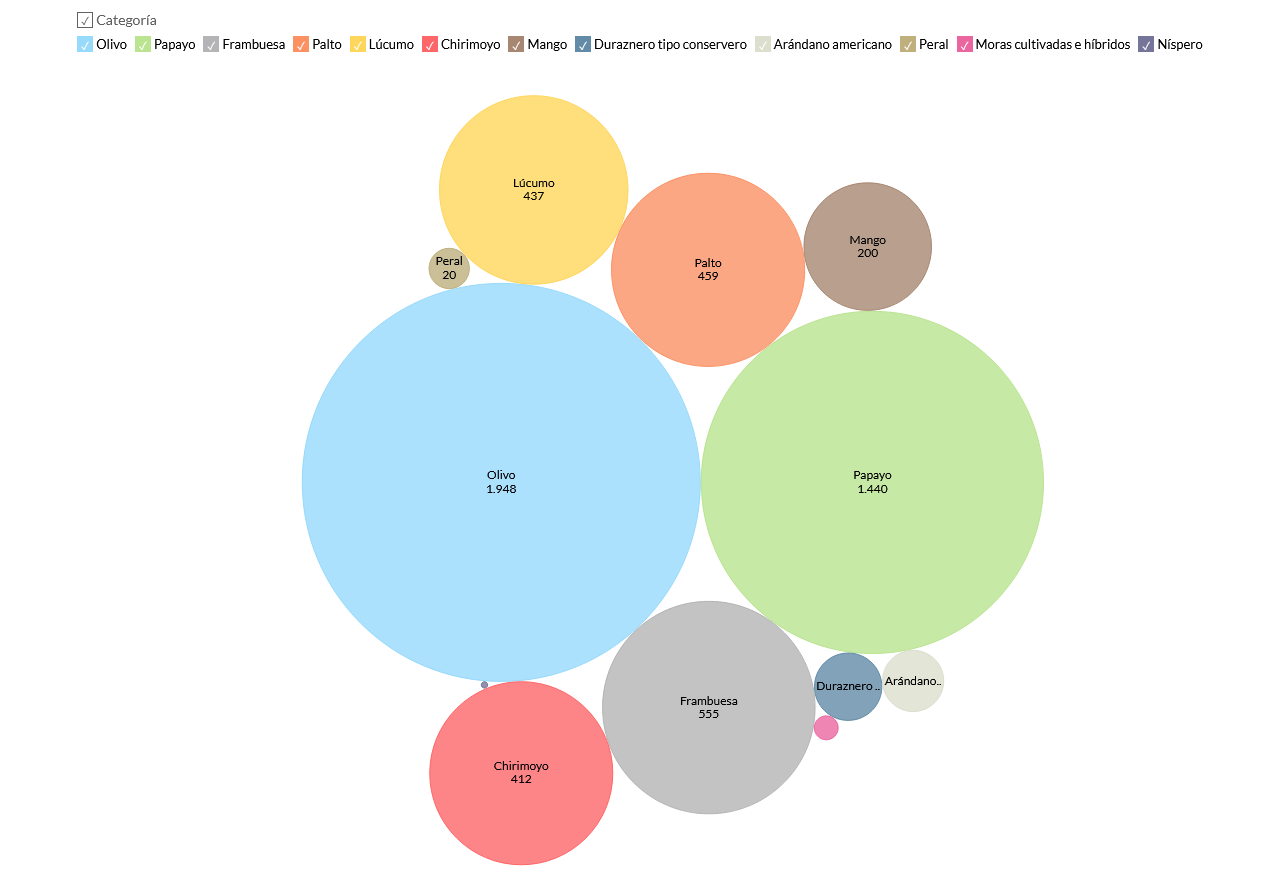 Categoría
Olivo Papayo Frambuesa Palto Lúcumo Chirimoyo Mango Duraznero tipo conservero Arándano americano Peral Moras cultivadas e híbridos Níspero
Lúcumo
437
Mango
200
Palto
459
Peral
20
Olivo
1.948
Papayo
1.440
Duraznero ..
Arándano..
Frambuesa
555
Chirimoyo
412